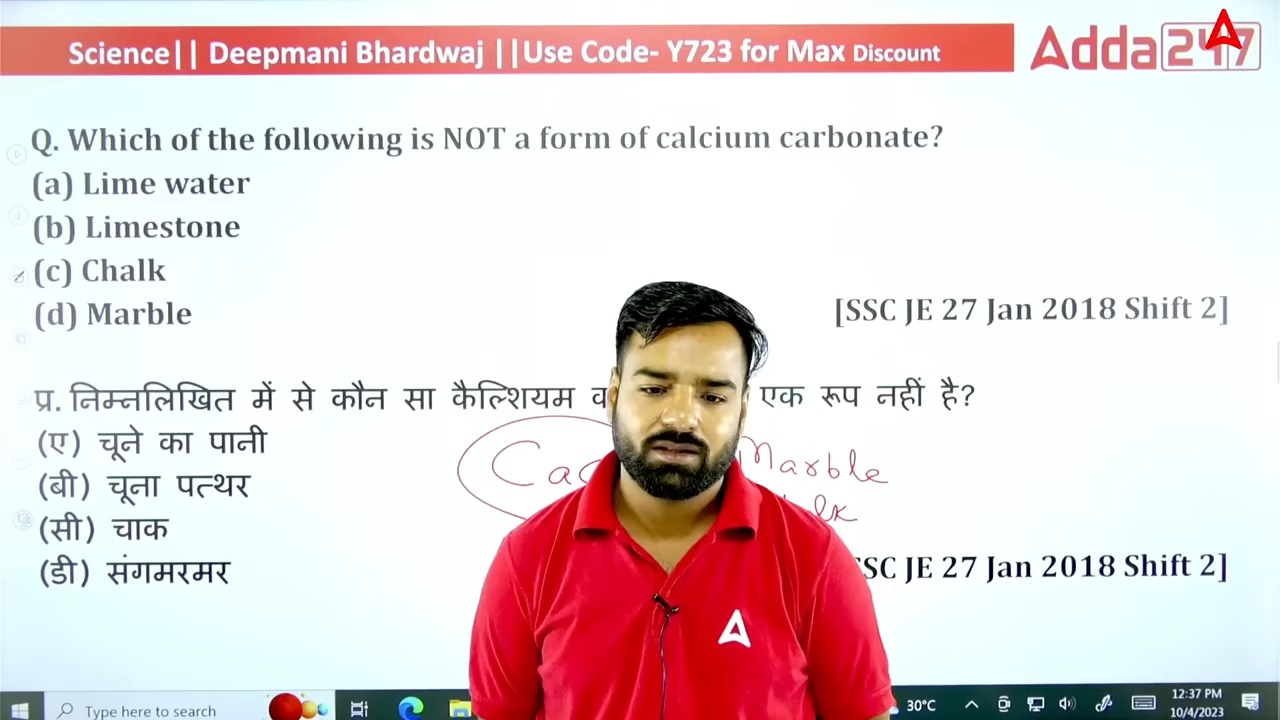 Science|| Deepmani Bhardwaj ||Use Code- Y723 for Max Discount
Adda 247
Q. Which of the following is NOT a form of calcium carbonate?
(a) Lime water
(b) Limestone
(c) Chalk
(d) Marble
[SSC JE 27 Jan 2018 Shift 2]
प्र. निम्नलिखित में से कौन सा कैल्शियम एक रूप नहीं है?
(ए) चूने का पानी
(बी) चूना पत्थर
(सी) चाक
(डी) संगमरमर
Marble
SSC JE 27 Jan 2018 Shift 2]
Type here to search
30°C
12:37 PM
10/4/2023